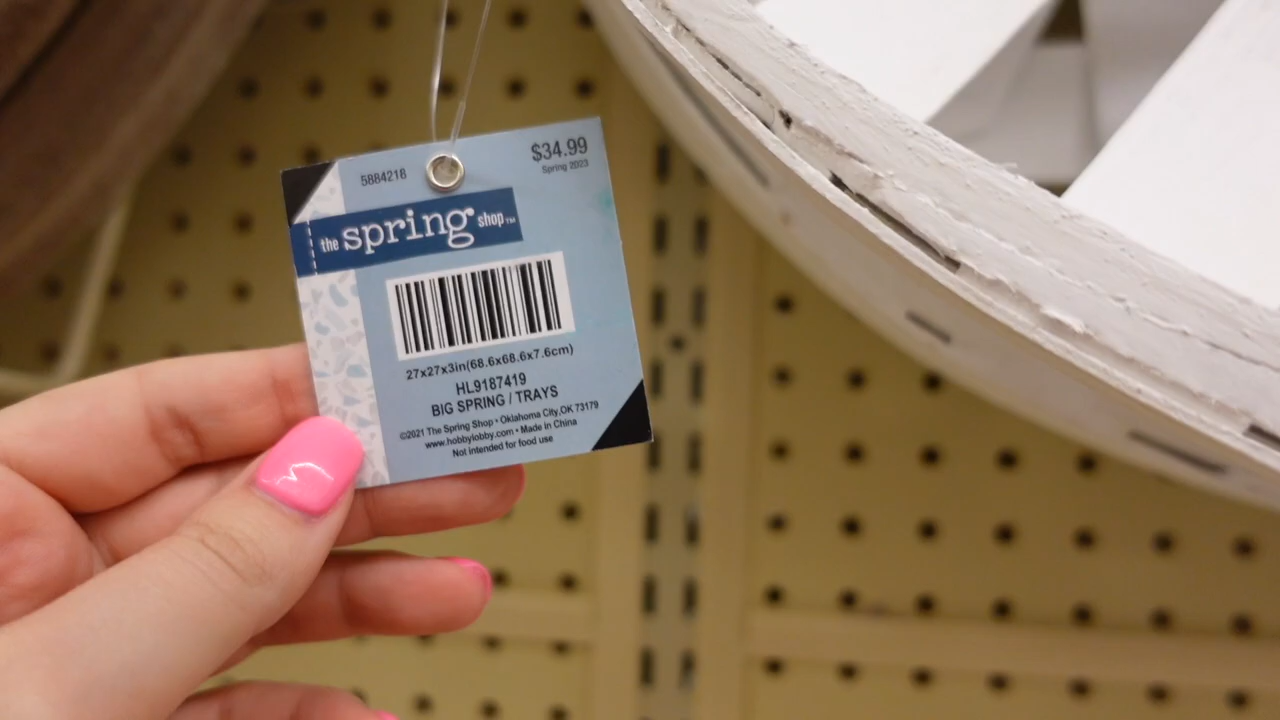 5884218
$34.99
Spring 2023
the spring shop™
27x27x3in(68.6x68.6x7.6cm)
HL9187419
BIG SPRING / TRAYS
©2021 The Spring Shop • Oklahoma City,OK 73179
www.hobbylobby.com • Made in China
Not intended for food use